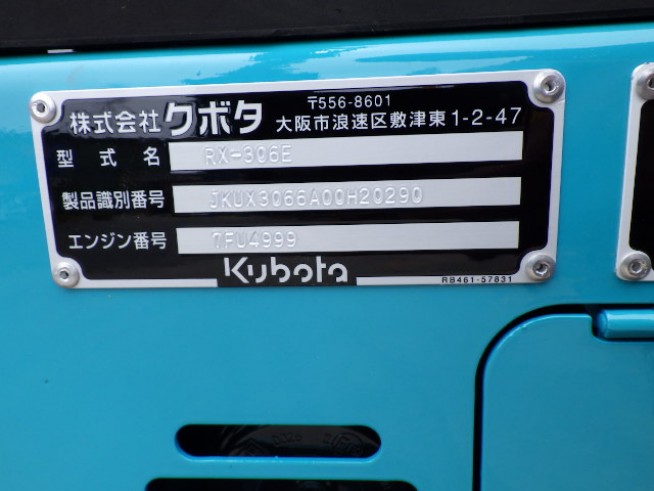 株式会社 クボタ 〒556-8601
大阪市浪速区敷津東1-2-47
型式名 RX-306E
製品識別番号 JKUX3066A00H20290
エンジン番号 7FU4999
Kubota
RB461-57831